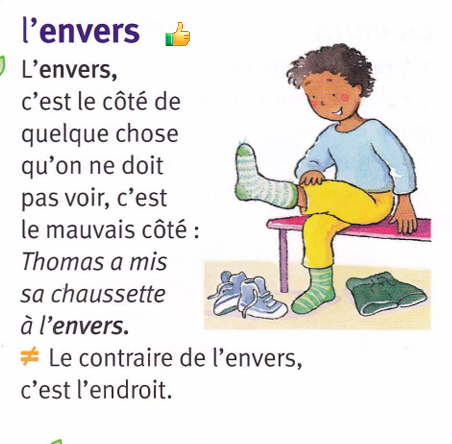 l'envers
L'envers,
c'est le côté de
quelque chose
qu'on ne doit
pas voir, c'est
le mauvais côté :
Thomas a mis
sa chaussette
à l'envers.
≠ Le contraire de l'envers,
c'est l'endroit.